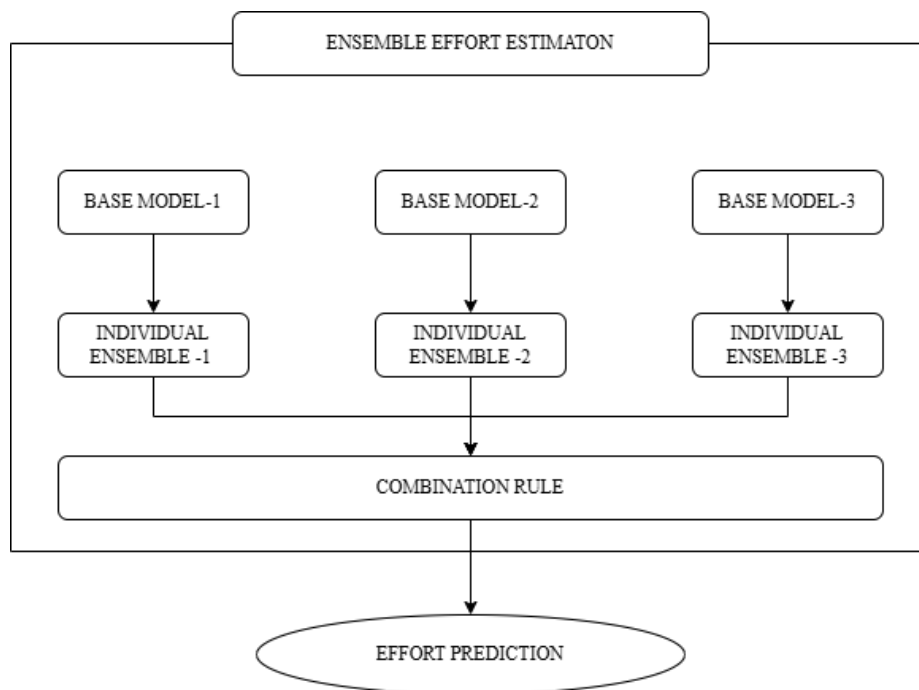 ENSEMBLE EFFORT ESTIMATON
BASE MODEL-1
BASE MODEL-2
BASE MODEL-3
INDIVIDUAL
ENSEMBLE -1
INDIVIDUAL
ENSEMBLE -2
INDIVIDUAL
ENSEMBLE -3
COMBINATION RULE
EFFORT PREDICTION